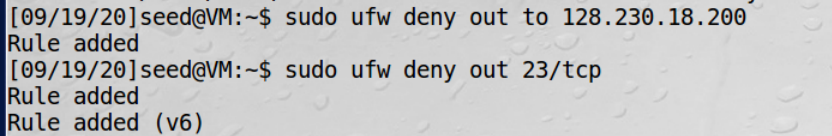 [09/19/20]seed@VM:~$ sudo ufw deny out to 128.230.18.200
Rule added
[09/19/20]seed@VM:~$ sudo ufw deny out 23/tcp
Rule added
Rule added (v6)